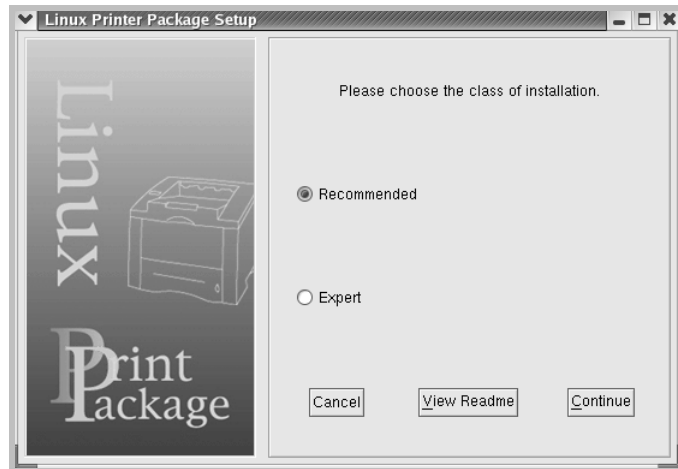 Linux Printer Package Setup
Linux
Print
Package
Please choose the class of installation.
Recommended
Expert
Cancel
View Readme
Continue